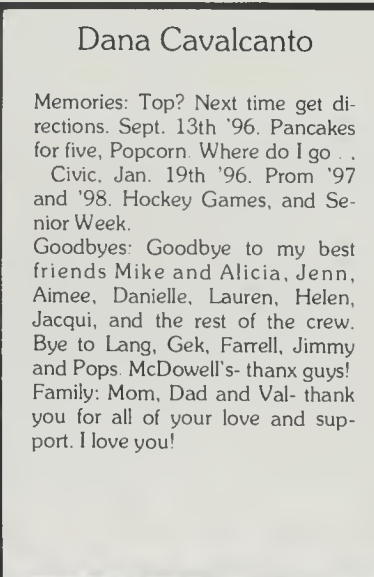 Dana Cavalcanto
Memories: Top? Next time get di-
rections. Sept. 13th '96. Pancakes
for five, Popcorn. Where do I go . .
Civic, Jan. 19th '96. Prom '97
and '98. Hockey Games, and Se-
nior Week.
Goodbyes: Goodbye to my best
friends Mike and Alicia, Jenn,
Aimee, Danielle, Lauren, Helen,
Jacqui, and the rest of the crew.
Bye to Lang, Gek, Farrell, Jimmy
and Pops. McDowell's- thanx guys!
Family: Mom, Dad and Val- thank
you for all of your love and sup-
port. I love you!